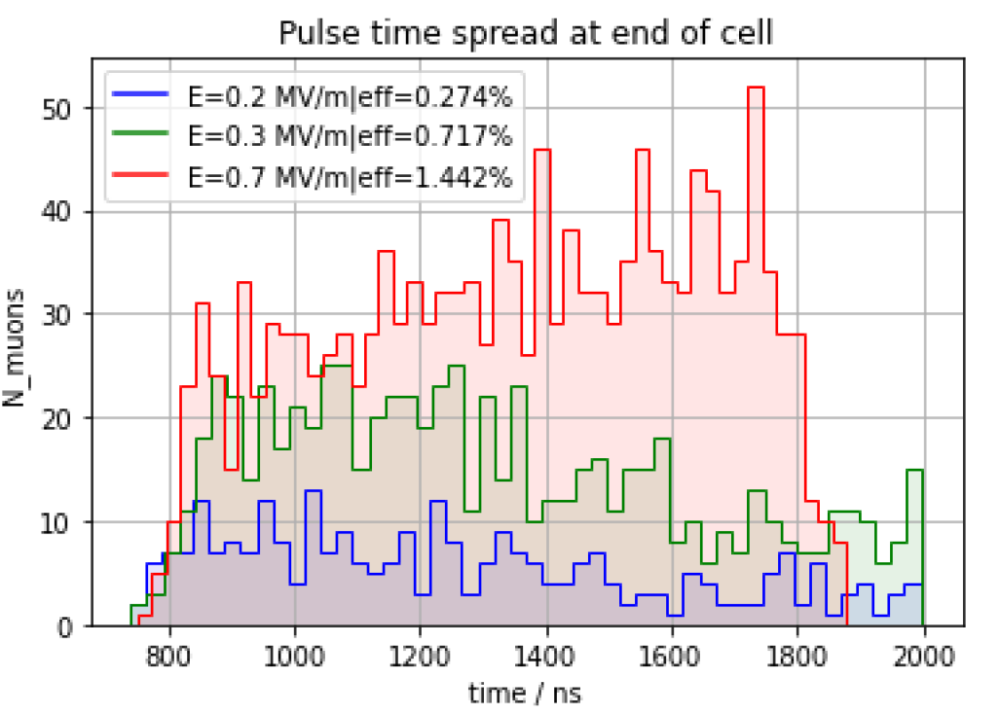 Pulse time spread at end of cell
E=0.2 MV/m|eff=0.274%
E=0.3 MV/m|eff=0.717%
E=0.7 MV/m|eff=1.442%
N_muons
50
40
30
20
10
0
800 1000 1200 1400 1600 1800 2000
time / ns